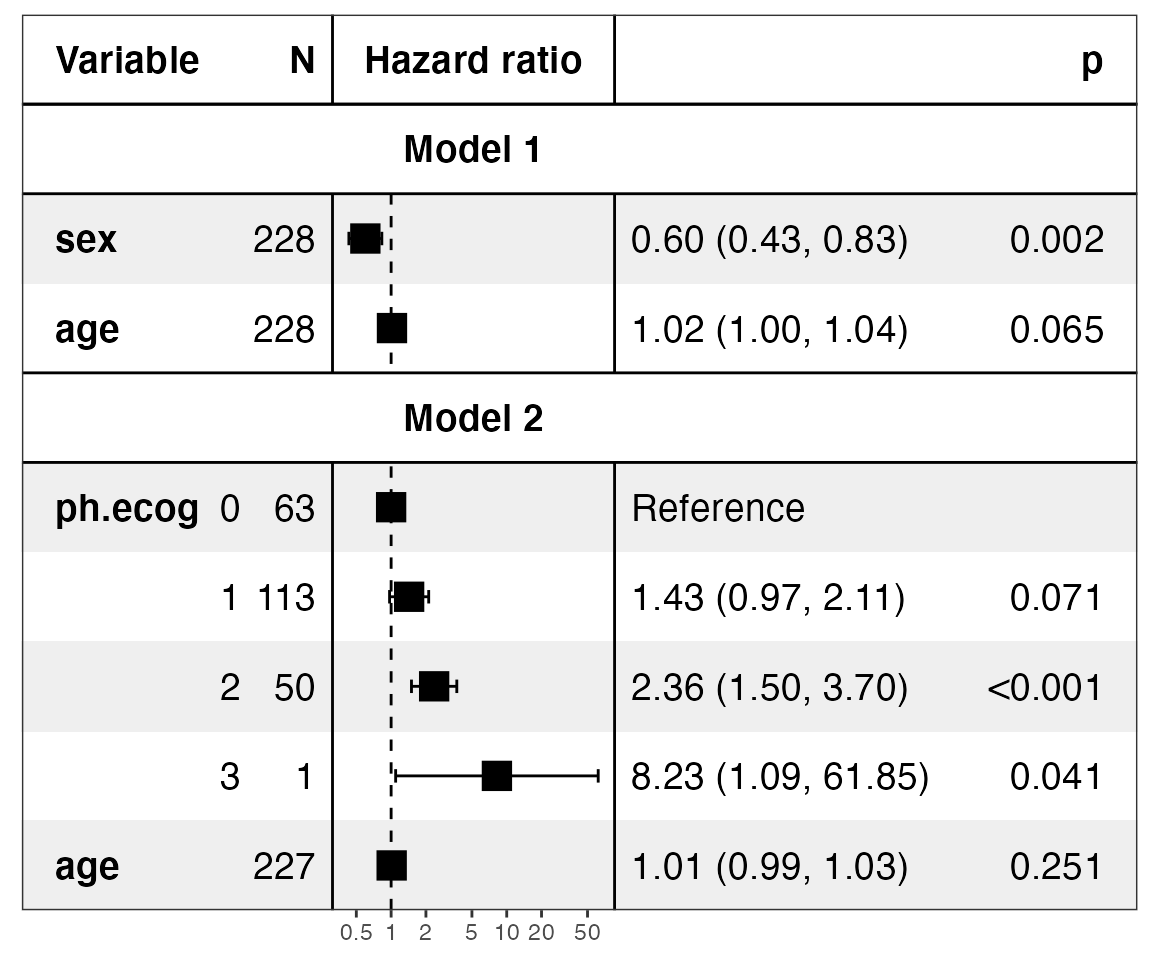 Variable N Hazard ratio p
Model 1
sex 228 0.60 (0.43, 0.83) 0.002
age 228 1.02 (1.00, 1.04) 0.065
Model 2
ph.ecog 0 63 Reference
1 113 1.43 (0.97, 2.11) 0.071
2 50 2.36 (1.50, 3.70) <0.001
3 1 8.23 (1.09, 61.85) 0.041
age 227 1.01 (0.99, 1.03) 0.251
0.5 1 2 5 10 20 50